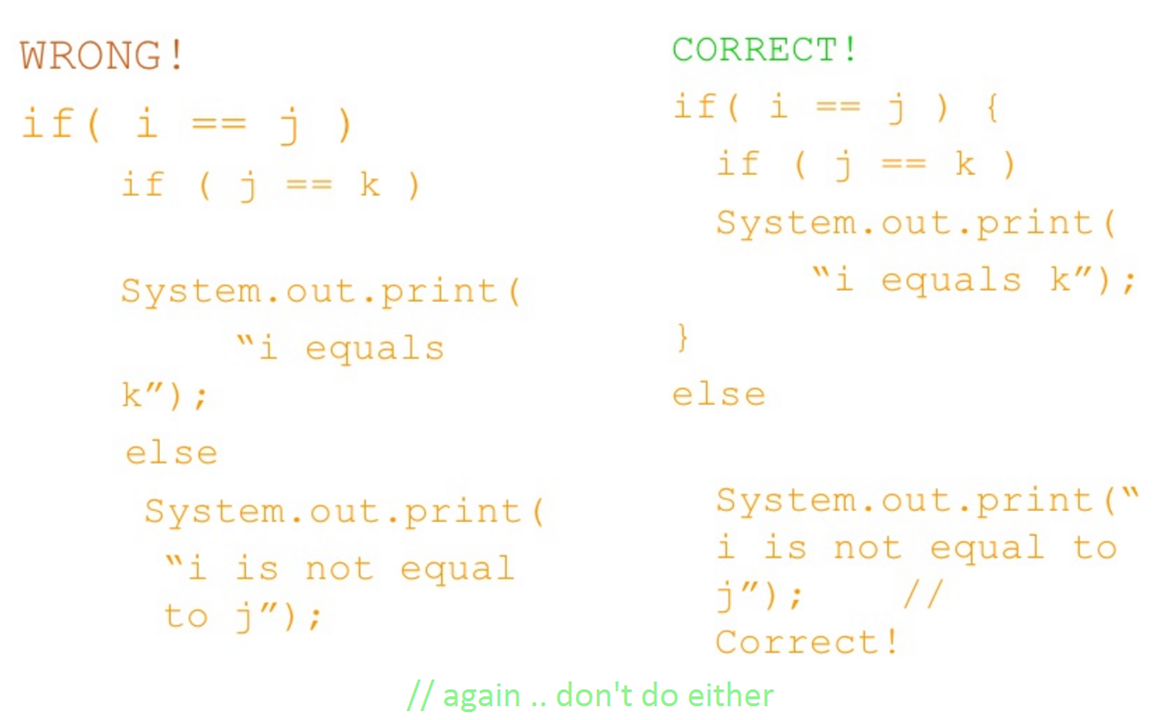 WRONG!
if( i == j )
if ( j == k )
System.out.print(
“i equals
k”);
else
System.out.print(
“i is not equal
to j”);
CORRECT!
if( i == j ) {
if ( j == k )
System.out.print(
“i equals k”);
}
else
System.out.print(“
i is not equal to
j”); //
Correct!
// again .. don't do either